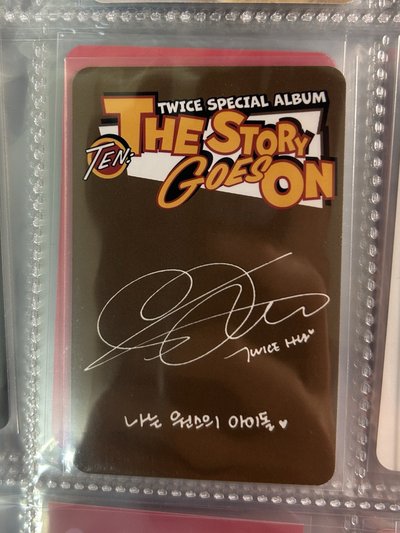 TWICE SPECIAL ALBUM
TEN:
THE STORY
GOES ON
TWICE
나는 원스의 아이돌 ♥